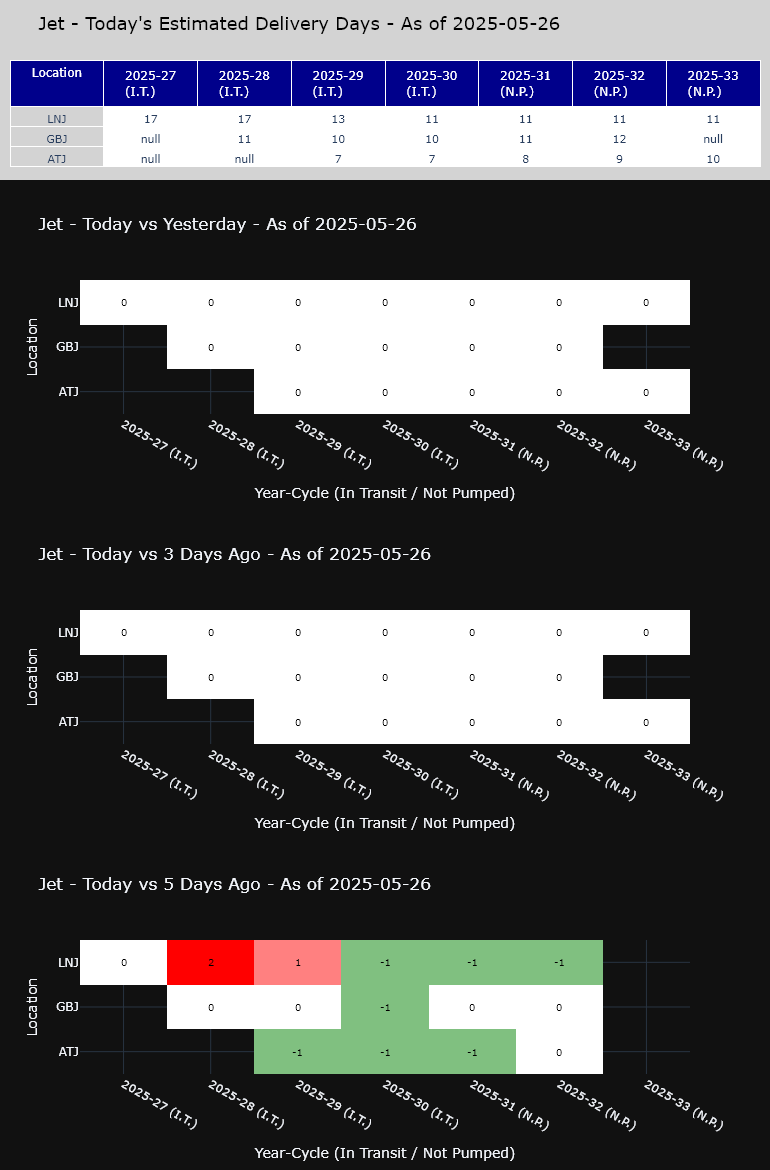 Jet - Today's Estimated Delivery Days - As of 2025-05-26
Location 2025-27 (I.T.) 2025-28 (I.T.) 2025-29 (I.T.) 2025-30 (I.T.) 2025-31 (N.P.) 2025-32 (N.P.) 2025-33 (N.P.)
LNJ 17 17 13 11 11 11 11
GBJ null 11 10 10 11 12 null
ATJ null null 7 7 8 9 10
Jet - Today vs Yesterday - As of 2025-05-26
Location
LNJ 0 0 0 0 0 0 0
GBJ 0 0 0 0 0
ATJ 0 0 0 0 0
2025-27 (I.T.) 2025-28 (I.T.) 2025-29 (I.T.) 2025-30 (I.T.) 2025-31 (N.P.) 2025-32 (N.P.) 2025-33 (N.P.)
Year-Cycle (In Transit / Not Pumped)
Jet - Today vs 3 Days Ago - As of 2025-05-26
Location
LNJ 0 0 0 0 0 0 0
GBJ 0 0 0 0 0
ATJ 0 0 0 0 0
2025-27 (I.T.) 2025-28 (I.T.) 2025-29 (I.T.) 2025-30 (I.T.) 2025-31 (N.P.) 2025-32 (N.P.) 2025-33 (N.P.)
Year-Cycle (In Transit / Not Pumped)
Jet - Today vs 5 Days Ago - As of 2025-05-26
Location
LNJ 0 2 1 -1 -1 -1
GBJ 0 0 -1 0 0
ATJ -1 -1 -1 0
2025-27 (I.T.) 2025-28 (I.T.) 2025-29 (I.T.) 2025-30 (I.T.) 2025-31 (N.P.) 2025-32 (N.P.) 2025-33 (N.P.)
Year-Cycle (In Transit / Not Pumped)